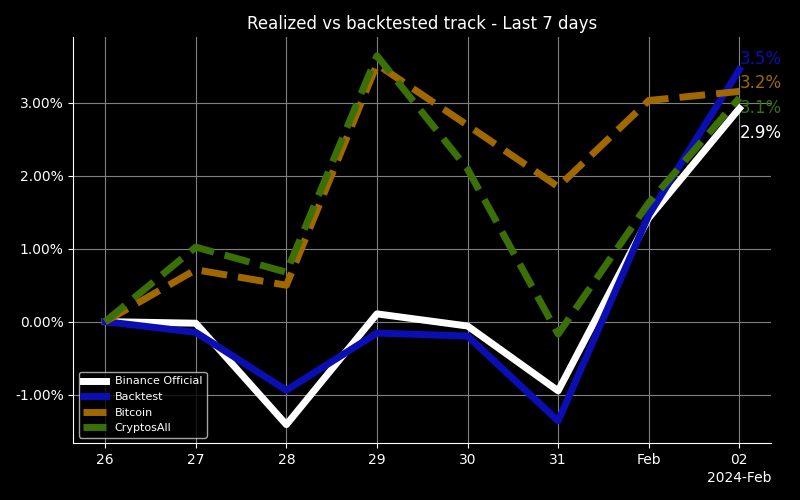 Realized vs backtested track - Last 7 days
3.5%
3.2%
3.1%
2.9%
3.00%
2.00%
1.00%
0.00%
-1.00%
Binance Official
Backtest
Bitcoin
CryptosAll
26 27 28 29 30 31 Feb 02
2024-Feb